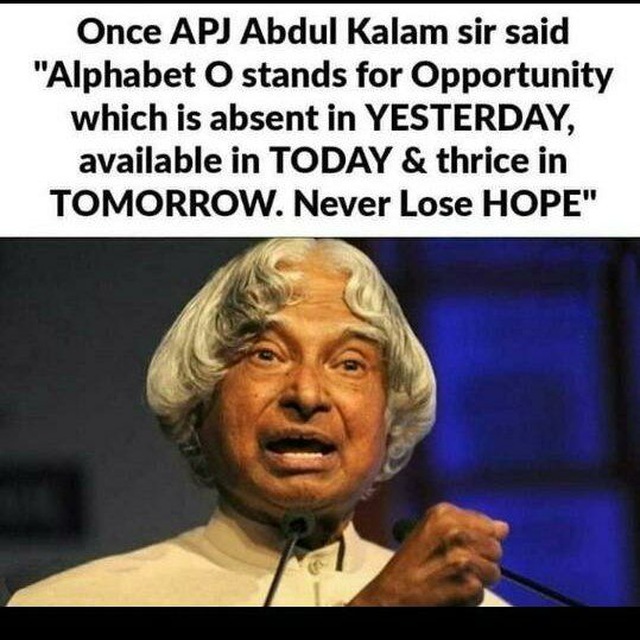 Once APJ Abdul Kalam sir said
"Alphabet O stands for Opportunity
which is absent in YESTERDAY,
available in TODAY & thrice in
TOMORROW. Never Lose HOPE"